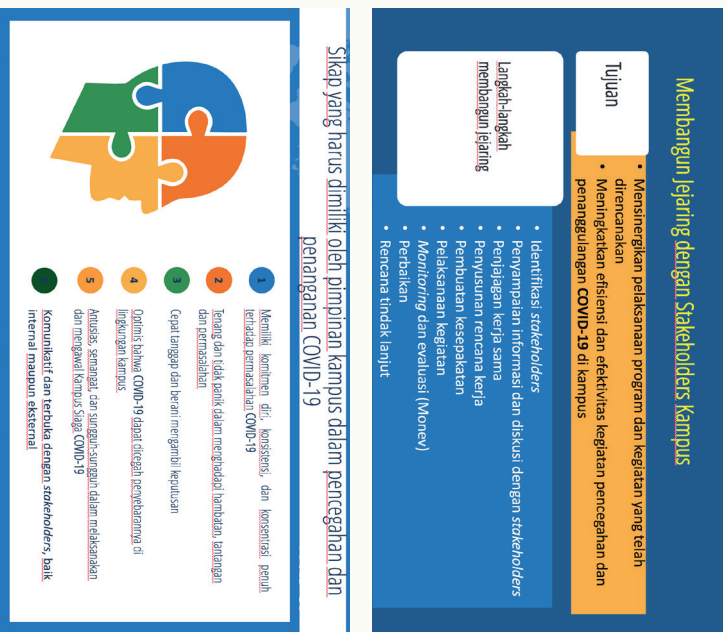 Membangun Jejaring dengan Stakeholders Kampus
Tujuan
• Mensinergikan pelaksanaan program dan kegiatan yang telah
direncanakan
• Meningkatkan efisiensi dan efektivitas kegiatan pencegahan dan
penanggulangan COVID-19 di kampus
Langkah-langkah
membangun jejaring
• Identifikasi stakeholders
• Penyampaian informasi dan diskusi dengan stakeholders
• Penjajagan kerja sama
• Penyusunan rencana kerja
• Pembuatan kesepakatan
• Pelaksanaan kegiatan
• Monitoring dan evaluasi (Monev)
• Perbaikan
• Rencana tindak lanjut
Sikap yang harus dimiliki oleh pimpinan kampus dalam pencegahan dan
penanganan COVID-19
1 Memiliki komitmen diri, konsistensi, dan konsentrasi penuh
terhadap permasalahan COVID-19
2 Tenang dan tidak panik dalam menghadapi hambatan, tantangan
dan permasalahan
3 Cepat tanggap dan berani mengambil keputusan
4 Optimis bahwa COVID-19 dapat dicegah penyebarannya di
lingkungan kampus
5 Antusias, semangat, dan sungguh-sungguh dalam melaksanakan
dan mengawal Kampus Siaga COVID-19
Komunikatif dan terbuka dengan stakeholders, baik
internal maupun eksternal